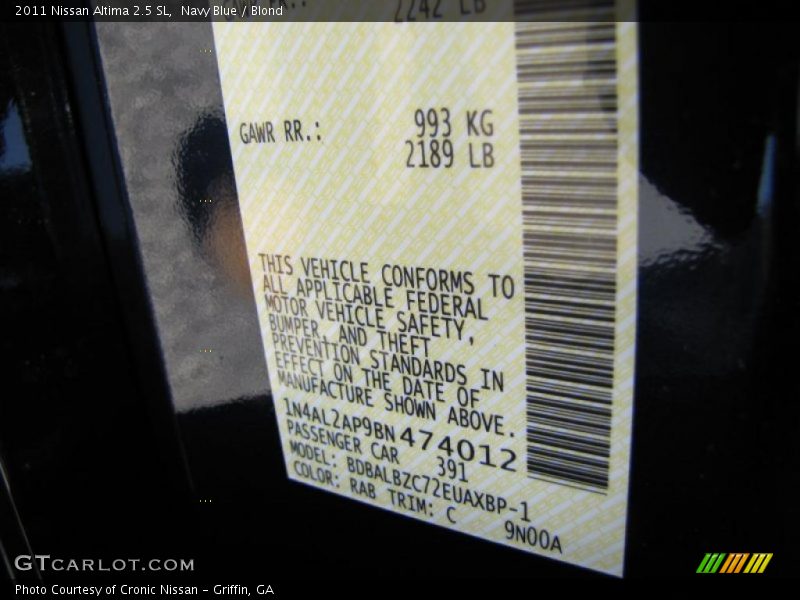 2011 Nissan Altima 2.5 SL, Navy Blue / Blond
2242 LB
GAWR RR.: 993 KG
2189 LB
THIS VEHICLE CONFORMS TO
ALL APPLICABLE FEDERAL
MOTOR VEHICLE SAFETY,
BUMPER, AND THEFT
PREVENTION STANDARDS IN
EFFECT ON THE DATE OF
MANUFACTURE SHOWN ABOVE.
1N4AL2AP9BN474012
PASSENGER CAR 391
MODEL: BDBALBZC72EUAXBP-1
COLOR: RAB TRIM: C 9N00A
GTCARLOT.COM
Photo Courtesy of Cronic Nissan - Griffin, GA